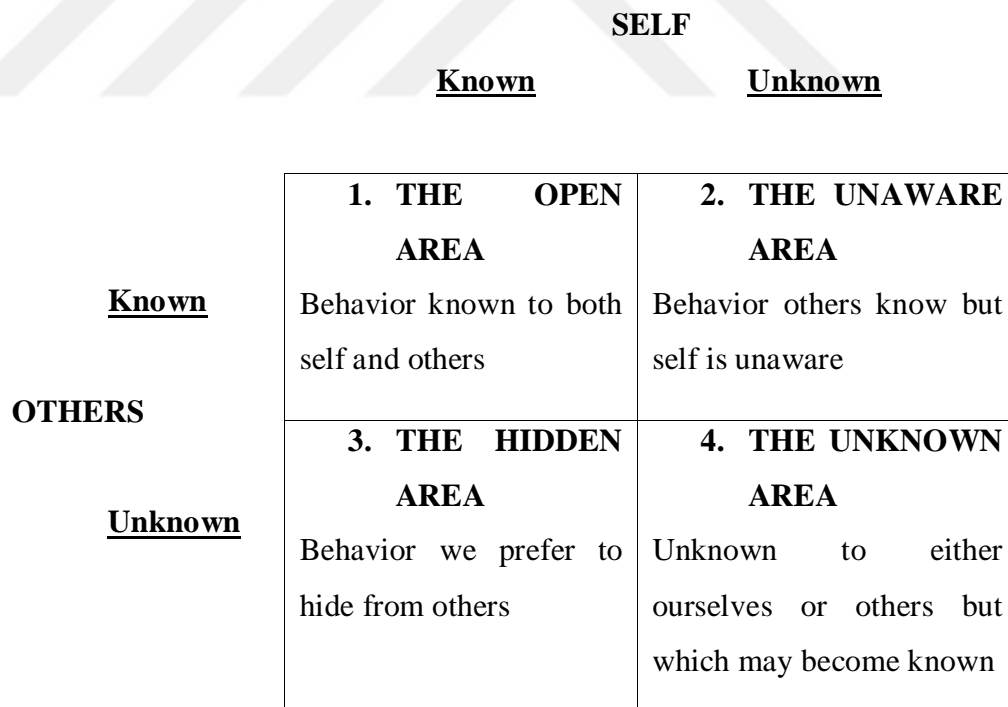 SELF
Known Unknown
1. THE OPEN
AREA
Behavior known to both
self and others
2. THE UNAWARE
AREA
Behavior others know but
self is unaware
Known
OTHERS
Unknown
3. THE HIDDEN
AREA
Behavior we prefer to
hide from others
4. THE UNKNOWN
AREA
Unknown to either
ourselves or others but
which may become known